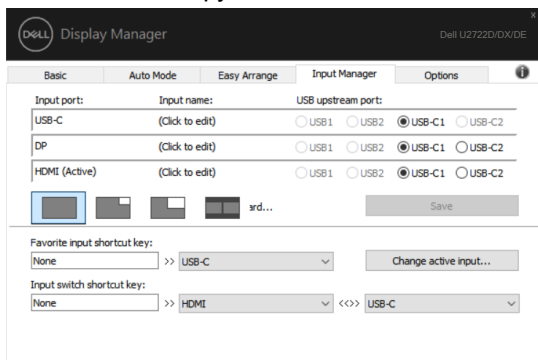 DELL Display Manager
Dell U2722D/DX/DE
x
Basic Auto Mode Easy Arrange Input Manager Options i
Input port: Input name: USB upstream port:
USB-C (Click to edit) USB1 USB2 USB-C1 USB-C2
DP (Click to edit) USB1 USB2 USB-C1 USB-C2
HDMI (Active) (Click to edit) USB1 USB2 USB-C1 USB-C2
ard... Save
Favorite input shortcut key:
None >> USB-C Change active input...
Input switch shortcut key:
None >> HDMI <<>> USB-C